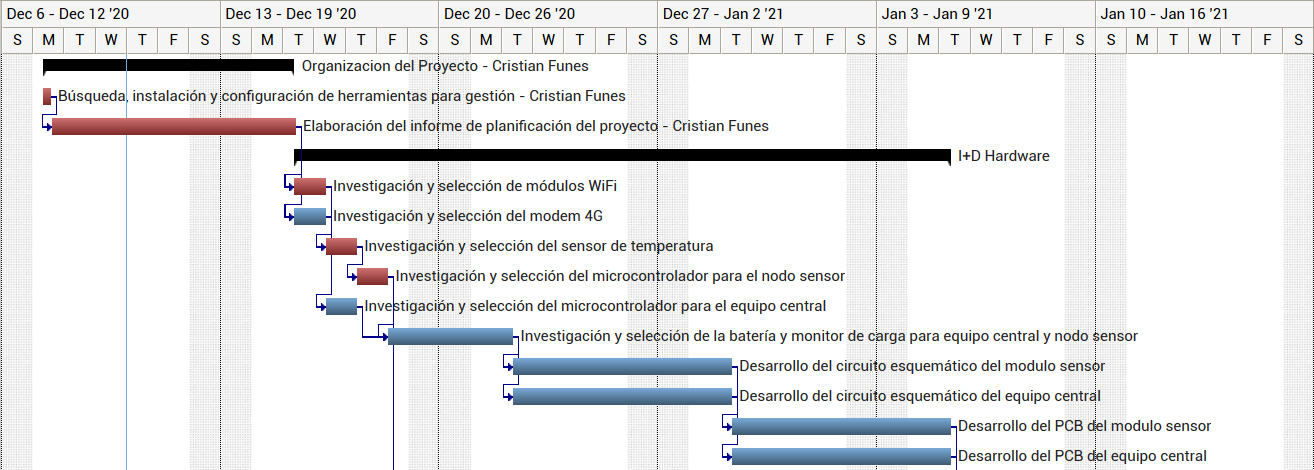 Dec 6 - Dec 12 '20 Dec 13 - Dec 19 '20 Dec 20 - Dec 26 '20 Dec 27 - Jan 2 '21 Jan 3 - Jan 9 '21 Jan 10 - Jan 16 '21
S M T W T F S S M T W T F S S M T W T F S S M T W T F S S M T W T F S S M T W T F S
Organizacion del Proyecto - Cristian Funes
Búsqueda, instalación y configuración de herramientas para gestión - Cristian Funes
Elaboración del informe de planificación del proyecto - Cristian Funes
I+D Hardware
Investigación y selección de módulos WiFi
Investigación y selección del modem 4G
Investigación y selección del sensor de temperatura
Investigación y selección del microcontrolador para el nodo sensor
Investigación y selección del microcontrolador para el equipo central
Investigación y selección de la batería y monitor de carga para equipo central y nodo sensor
Desarrollo del circuito esquemático del modulo sensor
Desarrollo del circuito esquemático del equipo central
Desarrollo del PCB del modulo sensor
Desarrollo del PCB del equipo central